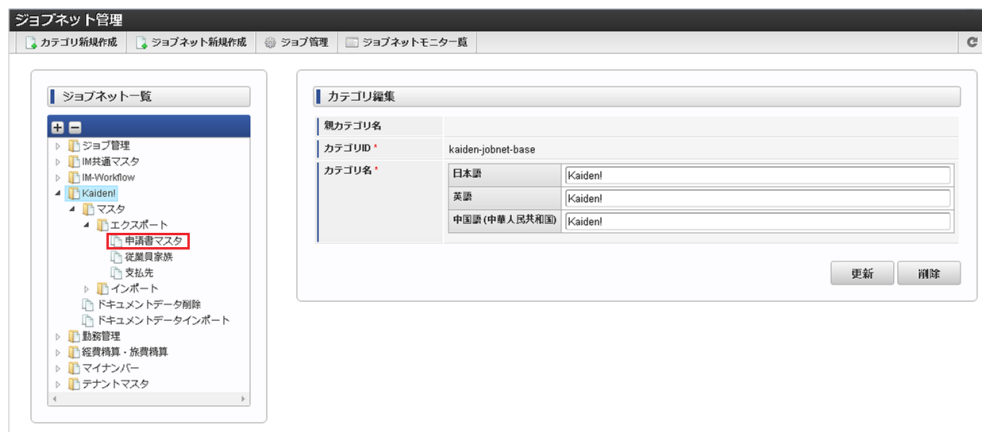 ジョブネット管理
カテゴリ新規作成 ジョブネット新規作成 ジョブ管理 ジョブネットモニタ一覧
ジョブネット一覧
ジョブ管理
IM共通マスタ
IM-Workflow
Kaiden!
マスタ
エクスポート
申請書マスタ
従業員家族
支払先
インポート
ドキュメントデータ削除
ドキュメントデータインポート
勤務管理
経費精算・旅費精算
マイナンバー
テナントマスタ
カテゴリ編集
親カテゴリ名
カテゴリID * kaiden-jobnet-base
カテゴリ名 *
日本語 Kaiden!
英語 Kaiden!
中国語 (中華人民共和国) Kaiden!
更新 削除